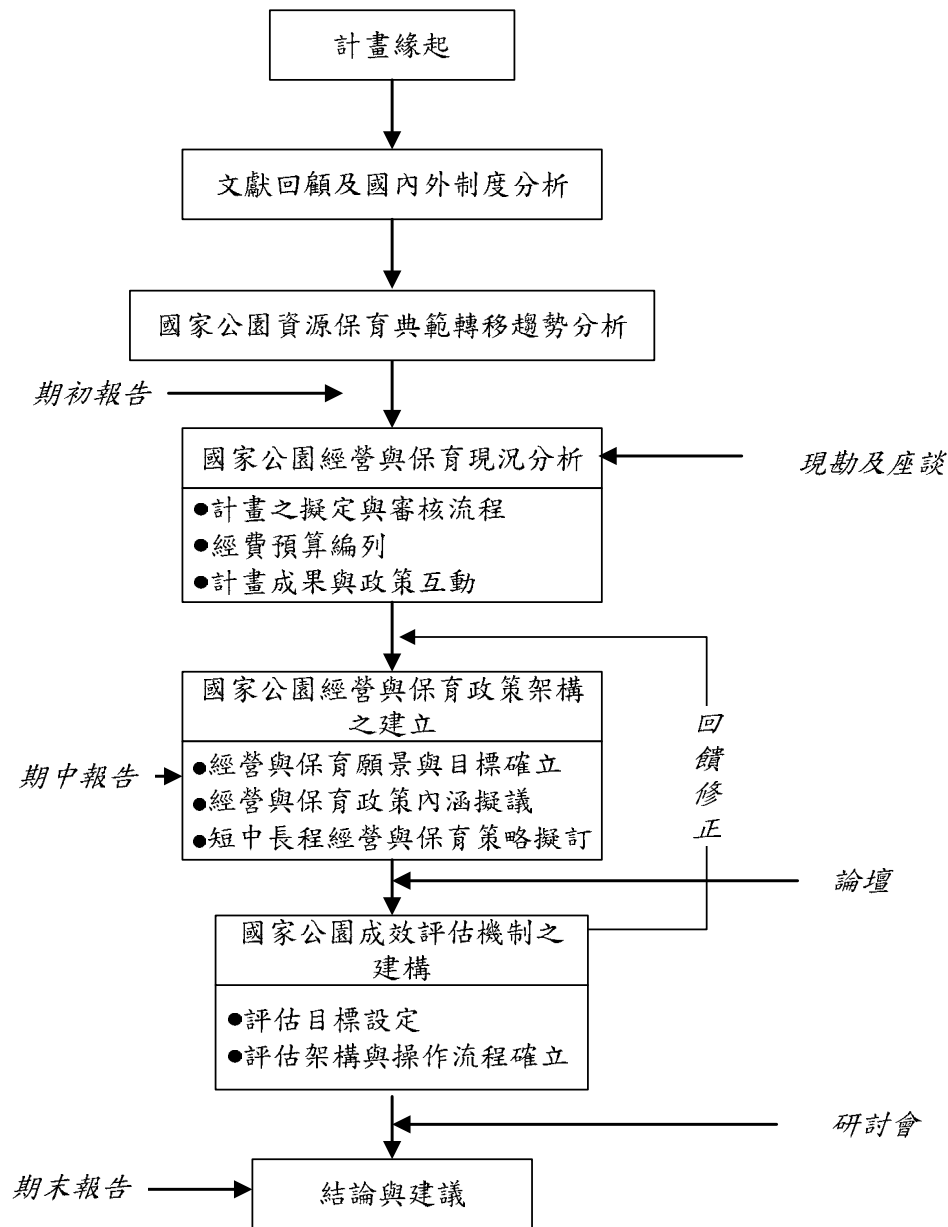 計畫緣起
文獻回顧及國內外制度分析
國家公園資源保育典範轉移趨勢分析
期初報告
國家公園經營與保育現況分析
現勘及座談
●計畫之擬定與審核流程
●經費預算編列
●計畫成果與政策互動
國家公園經營與保育政策架構
之建立
回饋修正
期中報告
●經營與保育願景與目標確立
●經營與保育政策內涵擬議
●短中長程經營與保育策略擬訂
論壇
國家公園成效評估機制之
建構
●評估目標設定
●評估架構與操作流程確立
研討會
期末報告
結論與建議